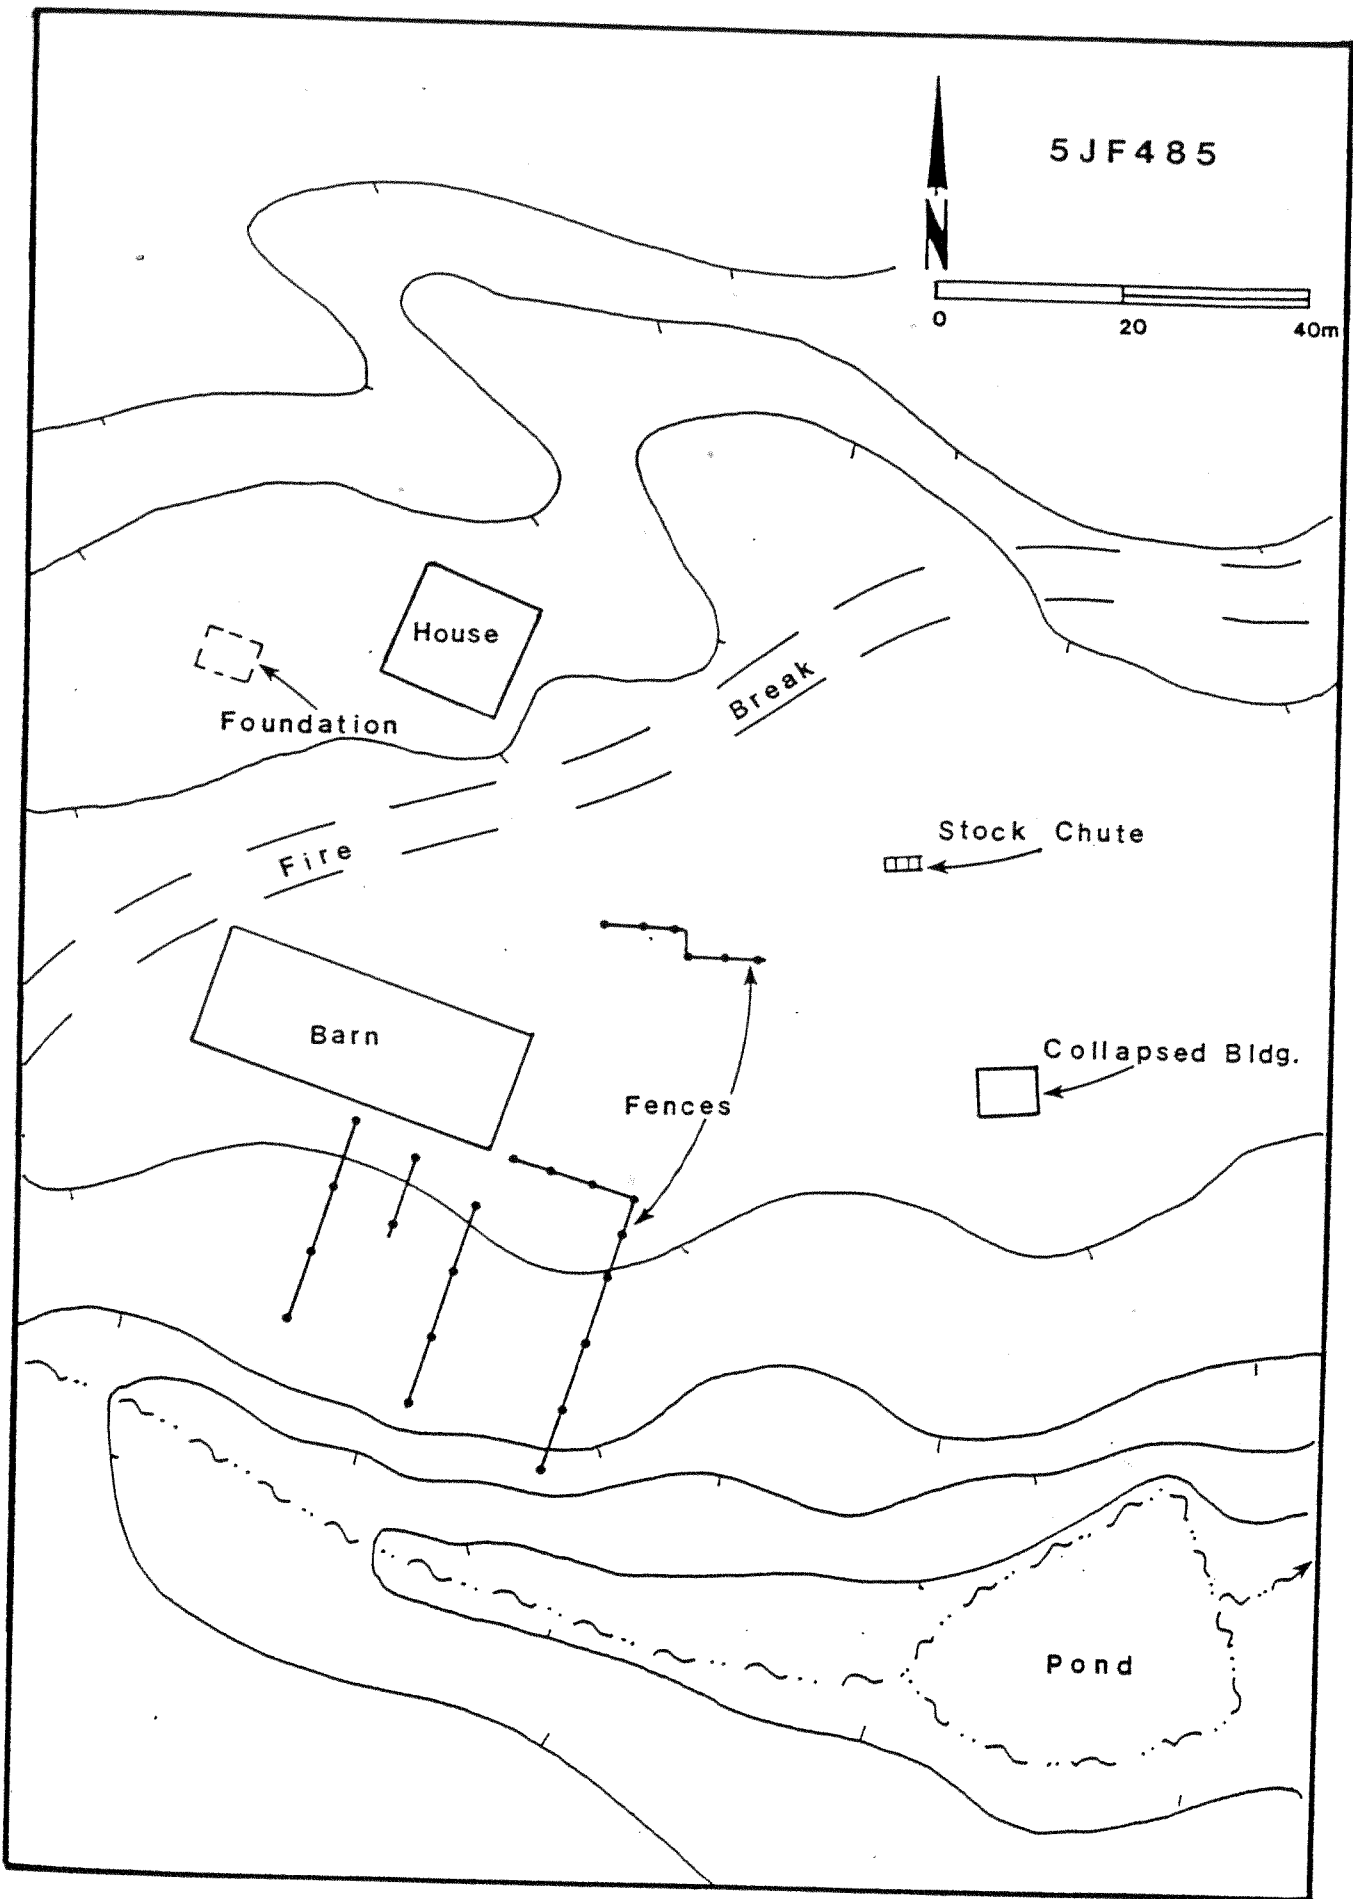 5JF485
N
0 20 40m
House
Foundation
Break
Fire
Stock Chute
Barn
Collapsed Bldg.
Fences
Pond